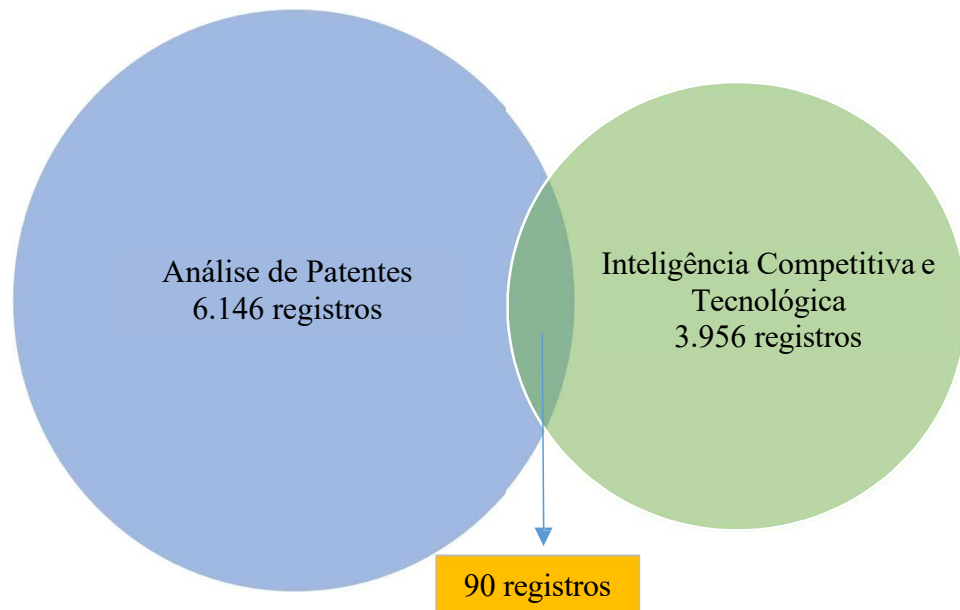 Análise de Patentes
6.146 registros
Inteligência Competitiva e
Tecnológica
3.956 registros
90 registros